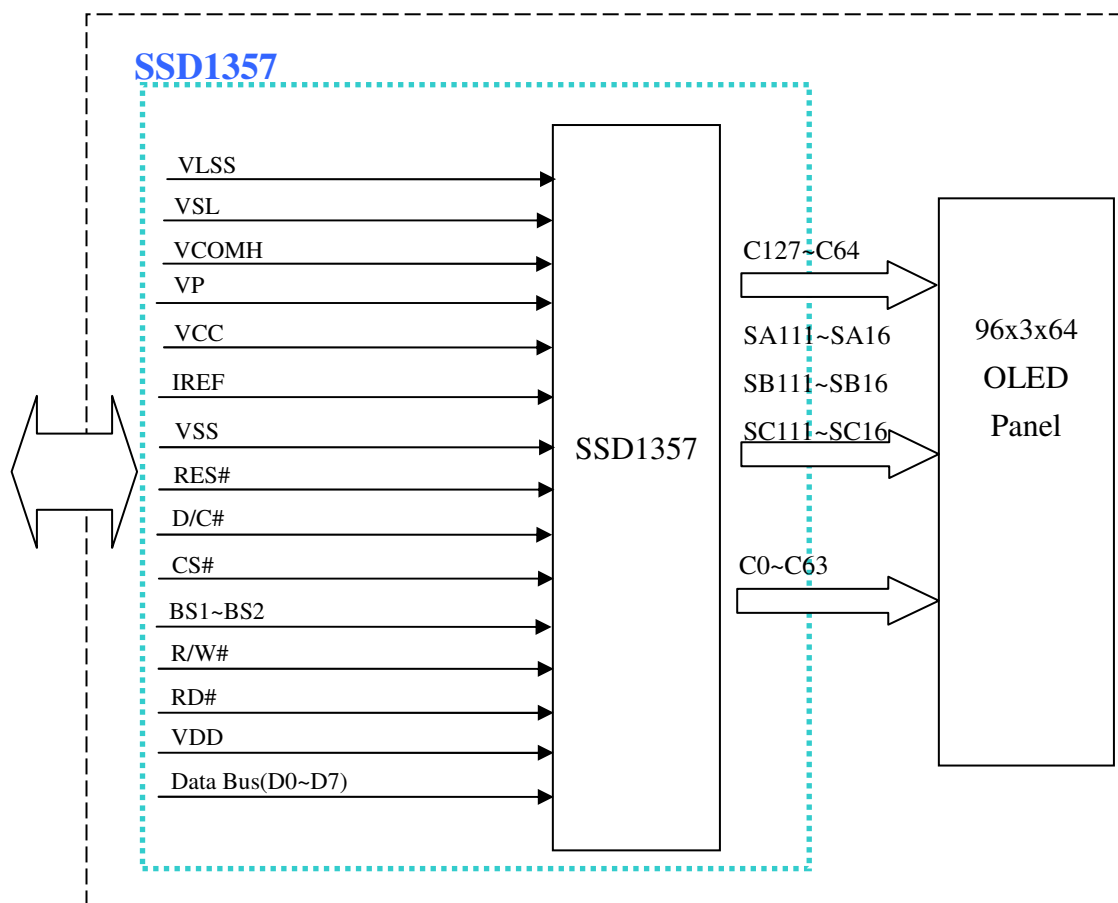 SSD1357
VLSS
VSL
VCOMH
VP
VCC
IREF
VSS
RES#
D/C#
CS#
BS1~BS2
R/W#
RD#
VDD
Data Bus(D0~D7)
SSD1357
C127~C64
SA111~SA16
SB111~SB16
SC111~SC16
C0~C63
96x3x64
OLED
Panel